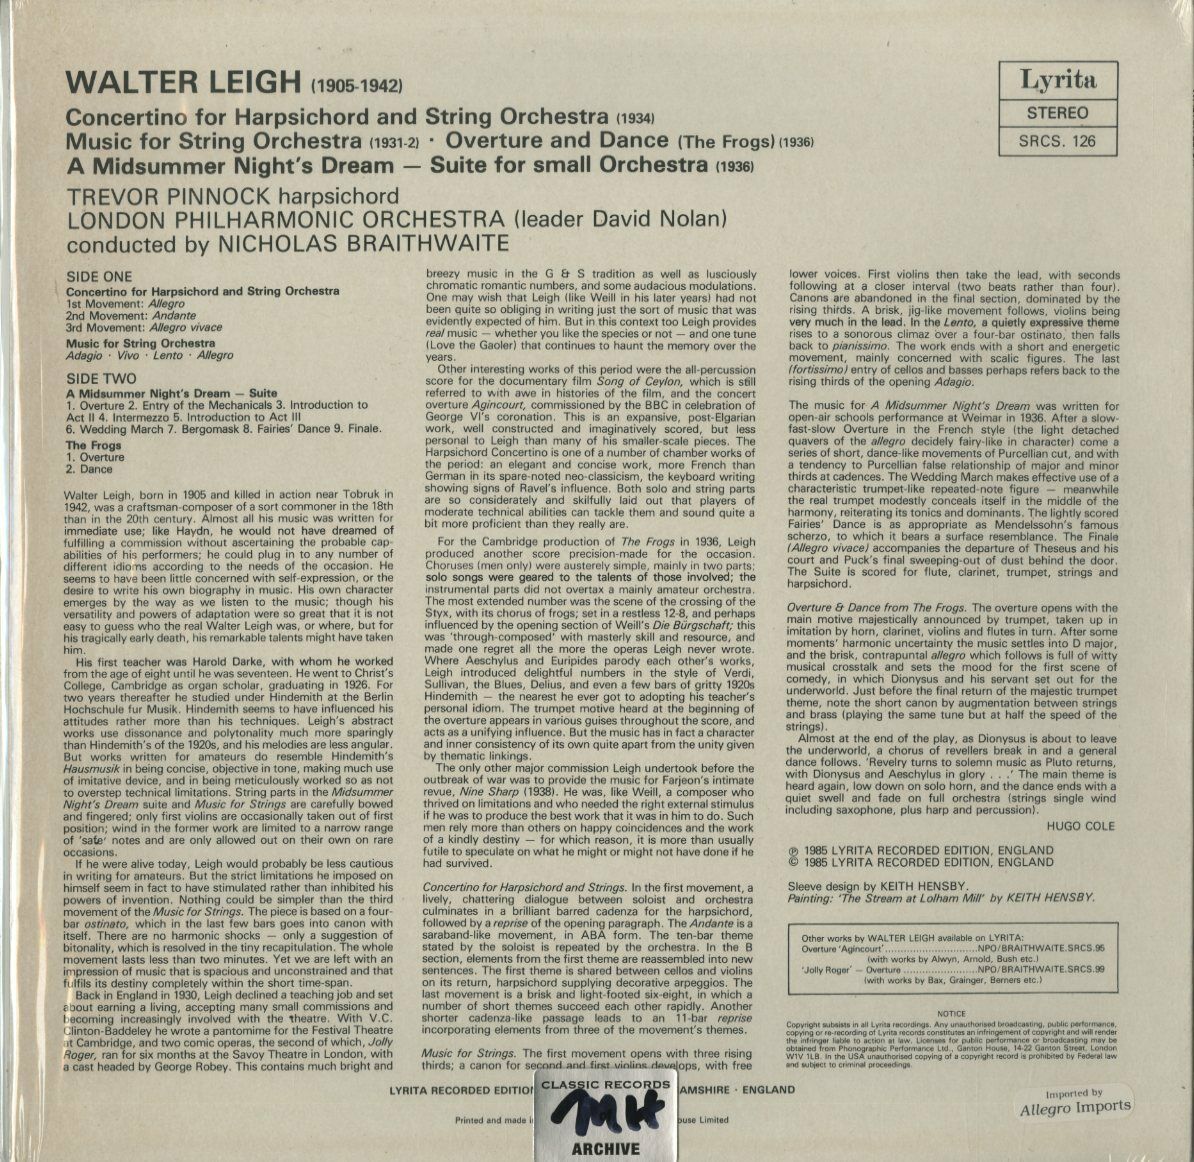 WALTER LEIGH (1905-1942)
Concertino for Harpsichord and String Orchestra (1934)
Music for String Orchestra (1931-2) · Overture and Dance (The Frogs) (1936)
A Midsummer Night's Dream — Suite for small Orchestra (1936)
TREVOR PINNOCK harpsichord
LONDON PHILHARMONIC ORCHESTRA (leader David Nolan)
conducted by NICHOLAS BRAITHWAITE
Lyrita
STEREO
SRCS. 126
SIDE ONE
Concertino for Harpsichord and String Orchestra
1st Movement: Allegro
2nd Movement: Andante
3rd Movement: Allegro vivace
Music for String Orchestra
Adagio · Vivo · Lento · Allegro
SIDE TWO
A Midsummer Night's Dream — Suite
1. Overture 2. Entry of the Mechanicals 3. Introduction to
Act II 4. Intermezzo 5. Introduction to Act III
6. Wedding March 7. Bergomask 8. Fairies' Dance 9. Finale.
The Frogs
1. Overture
2. Dance
Walter Leigh, born in 1905 and killed in action near Tobruk in
1942, was a craftsman-composer of a sort commoner in the 18th
than in the 20th century. Almost all his music was written for
immediate use; like Haydn, he would not have dreamed of
fulfilling a commission without ascertaining the probable cap-
abilities of his performers; he could plug in to any number of
different idioms according to the needs of the occasion. He
seems to have been little concerned with self-expression, or the
desire to write his own biography in music. His own character
emerges by the way as we listen to the music; though his
versatility and powers of adaptation were so great that it is not
easy to guess who the real Walter Leigh was, or where, but for
his tragically early death, his remarkable talents might have taken
him.
His first teacher was Harold Darke, with whom he worked
from the age of eight until he was seventeen. He went to Christ's
College, Cambridge as organ scholar, graduating in 1926. For
two years thereafter he studied under Hindemith at the Berlin
Hochschule fur Musik. Hindemith seems to have influenced his
attitudes rather more than his techniques. Leigh's abstract
works use dissonance and polytonality much more sparingly
than Hindemith's of the 1920s, and his melodies are less angular.
But works written for amateurs do resemble Hindemith's
Hausmusik in being concise, objective in tone, making much use
of imitative device, and in being meticulously worked so as not
to overstep technical limitations. String parts in the Midsummer
Night's Dream suite and Music for Strings are carefully bowed
and fingered; only first violins are occasionally taken out of first
position; wind in the former work are limited to a narrow range
of 'safe' notes and are only allowed out on their own on rare
occasions.
If he were alive today, Leigh would probably be less cautious
in writing for amateurs. But the strict limitations he imposed on
himself seem in fact to have stimulated rather than inhibited his
powers of invention. Nothing could be simpler than the third
movement of the Music for Strings. The piece is based on a four-
bar ostinato, which in the last few bars goes into canon with
itself. There are no harmonic shocks — only a suggestion of
bitonality, which is resolved in the tiny recapitulation. The whole
movement lasts less than two minutes. Yet we are left with an
impression of music that is spacious and unconstrained and that
fulfils its destiny completely within the short time-span.
Back in England in 1930, Leigh declined a teaching job and set
about earning a living, accepting many small commissions and
becoming increasingly involved with the theatre. With V.C.
Clinton-Baddeley he wrote a pantomime for the Festival Theatre
at Cambridge, and two comic operas, the second of which, Jolly
Roger, ran for six months at the Savoy Theatre in London, with
a cast headed by George Robey. This contains much bright and
breezy music in the G & S tradition as well as lusciously
chromatic romantic numbers, and some audacious modulations.
One may wish that Leigh (like Weill in his later years) had not
been quite so obliging in writing just the sort of music that was
evidently expected of him. But in this context too Leigh provides
real music — whether you like the species or not — and one tune
(Love the Gaoler) that continues to haunt the memory over the
years.
Other interesting works of this period were the all-percussion
score for the documentary film Song of Ceylon, which is still
referred to with awe in histories of the film, and the concert
overture Agincourt, commissioned by the BBC in celebration of
George VI's coronation. This is an expansive, post-Elgarian
work, well constructed and imaginatively scored, but less
personal to Leigh than many of his smaller-scale pieces. The
Harpsichord Concertino is one of a number of chamber works of
the period: an elegant and concise work, more French than
German in its spare-noted neo-classicism, the keyboard writing
showing signs of Ravel's influence. Both solo and string parts
are so considerately and skilfully laid out that players of
moderate technical abilities can tackle them and sound quite a
bit more proficient than they really are.
For the Cambridge production of The Frogs in 1936, Leigh
produced another score precision-made for the occasion.
Choruses (men only) were austerely simple, mainly in two parts;
solo songs were geared to the talents of those involved; the
instrumental parts did not overtax a mainly amateur orchestra.
The most extended number was the scene of the crossing of the
Styx, with its chorus of frogs; set in a restless 12-8, and perhaps
influenced by the opening section of Weill's Die Bürgschaft; this
was 'through-composed' with masterly skill and resource, and
made one regret all the more the operas Leigh never wrote.
Where Aeschylus and Euripides parody each other's works,
Leigh introduced delightful numbers in the style of Verdi,
Sullivan, the Blues, Delius, and even a few bars of gritty 1920s
Hindemith — the nearest he ever got to adopting his teacher's
personal idiom. The trumpet motive heard at the beginning of
the overture appears in various guises throughout the score, and
acts as a unifying influence. But the music has in fact a character
and inner consistency of its own quite apart from the unity given
by thematic linkings.
The only other major commission Leigh undertook before the
outbreak of war was to provide the music for Farjeon's intimate
revue, Nine Sharp (1938). He was, like Weill, a composer who
thrived on limitations and who needed the right external stimulus
if he was to produce the best work that it was in him to do. Such
men rely more than others on happy coincidences and the work
of a kindly destiny — for which reason, it is more than usually
futile to speculate on what he might or might not have done if he
had survived.
Concertino for Harpsichord and Strings. In the first movement, a
lively, chattering dialogue between soloist and orchestra
culminates in a brilliant barred cadenza for the harpsichord,
followed by a reprise of the opening paragraph. The Andante is a
saraband-like movement, in ABA form. The ten-bar theme
stated by the soloist is repeated by the orchestra. In the B
section, elements from the first theme are reassembled into new
sentences. The first theme is shared between cellos and violins
on its return, harpsichord supplying decorative arpeggios. The
last movement is a brisk and light-footed six-eight, in which a
number of short themes succeed each other rapidly. Another
shorter cadenza-like passage leads to an 11-bar reprise
incorporating elements from three of the movement's themes.
Music for Strings. The first movement opens with three rising
thirds; a canon for second and first violins develops, with free
lower voices. First violins then take the lead, with seconds
following at a closer interval (two beats rather than four).
Canons are abandoned in the final section, dominated by the
rising thirds. A brisk, jig-like movement follows, violins being
very much in the lead. In the Lento, a quietly expressive theme
rises to a sonorous climaz over a four-bar ostinato, then falls
back to pianissimo. The work ends with a short and energetic
movement, mainly concerned with scalic figures. The last
(fortissimo) entry of cellos and basses perhaps refers back to the
rising thirds of the opening Adagio.
The music for A Midsummer Night's Dream was written for
open-air schools performance at Weimar in 1936. After a slow-
fast-slow Overture in the French style (the light detached
quavers of the allegro decidely fairy-like in character) come a
series of short, dance-like movements of Purcellian cut, and with
a tendency to Purcellian false relationship of major and minor
thirds at cadences. The Wedding March makes effective use of a
characteristic trumpet-like repeated-note figure — meanwhile
the real trumpet modestly conceals itself in the middle of the
harmony, reiterating its tonics and dominants. The lightly scored
Fairies' Dance is as appropriate as Mendelssohn's famous
scherzo, to which it bears a surface resemblance. The Finale
(Allegro vivace) accompanies the departure of Theseus and his
court and Puck's final sweeping-out of dust behind the door.
The Suite is scored for flute, clarinet, trumpet, strings and
harpsichord.
Overture & Dance from The Frogs. The overture opens with the
main motive majestically announced by trumpet, taken up in
imitation by horn, clarinet, violins and flutes in turn. After some
moments' harmonic uncertainty the music settles into D major,
and the brisk, contrapuntal allegro which follows is full of witty
musical crosstalk and sets the mood for the first scene of
comedy, in which Dionysus and his servant set out for the
underworld. Just before the final return of the majestic trumpet
theme, note the short canon by augmentation between strings
and brass (playing the same tune but at half the speed of the
strings).
Almost at the end of the play, as Dionysus is about to leave
the underworld, a chorus of revellers break in and a general
dance follows. 'Revelry turns to solemn music as Pluto returns,
with Dionysus and Aeschylus in glory . . .' The main theme is
heard again, low down on solo horn, and the dance ends with a
quiet swell and fade on full orchestra (strings single wind
including saxophone, plus harp and percussion).
HUGO COLE
℗ 1985 LYRITA RECORDED EDITION, ENGLAND
© 1985 LYRITA RECORDED EDITION, ENGLAND
Sleeve design by KEITH HENSBY.
Painting: 'The Stream at Lolham Mill' by KEITH HENSBY.
Other works by WALTER LEIGH available on LYRITA:
Overture 'Agincourt'............................NPO/BRAITHWAITE.SRCS.95
(with works by Alwyn, Arnold, Bush etc.)
'Jolly Roger' — Overture ......................NPO/BRAITHWAITE.SRCS.99
(with works by Bax, Grainger, Berners etc.)
NOTICE
Copyright subsists in all Lyrita recordings. Any unauthorised broadcasting, public performance,
copying or re-recording of Lyrita records constitutes an infringement of copyright and will render
the infringer liable to action at law. Licenses for public performance or broadcasting may be
obtained from Phonographic Performance Ltd., Ganton House, 14-22 Ganton Street, London
W1V 1LB. In the USA unauthorised copying of a copyright record is prohibited by Federal law
and subject to criminal proceedings.
LYRITA RECORDED EDITION AMSHIRE · ENGLAND
Printed and made ouse Limited
CLASSIC RECORDS
MH
ARCHIVE
Imported by
Allegro Imports